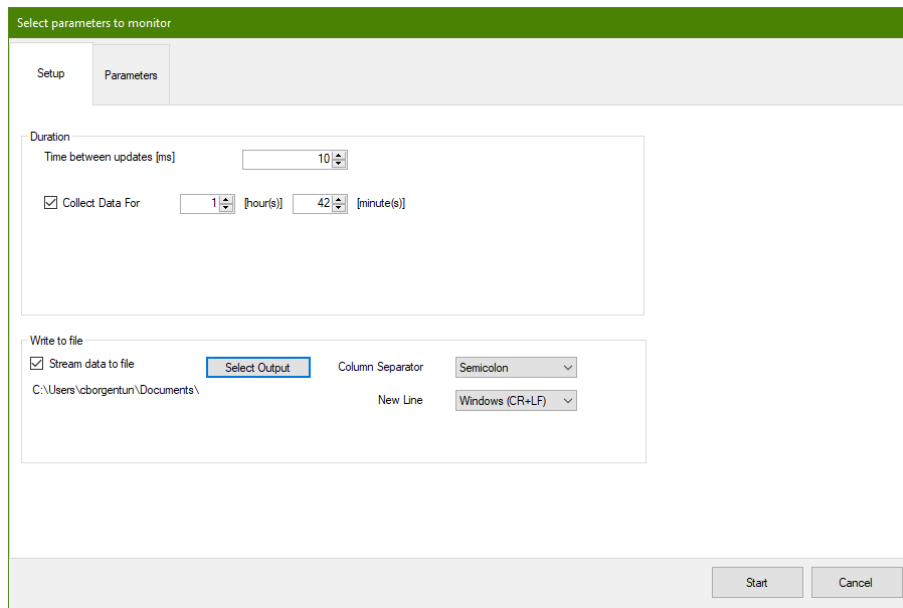 Select parameters to monitor
Setup
Parameters
Duration
Time between updates [ms] 10
Collect Data For 1 [hour(s)] 42 [minute(s)]
Write to file
Stream data to file Select Output Column Separator Semicolon
C:\Users\cborgentun\Documents\
New Line Windows (CR+LF)
Start Cancel